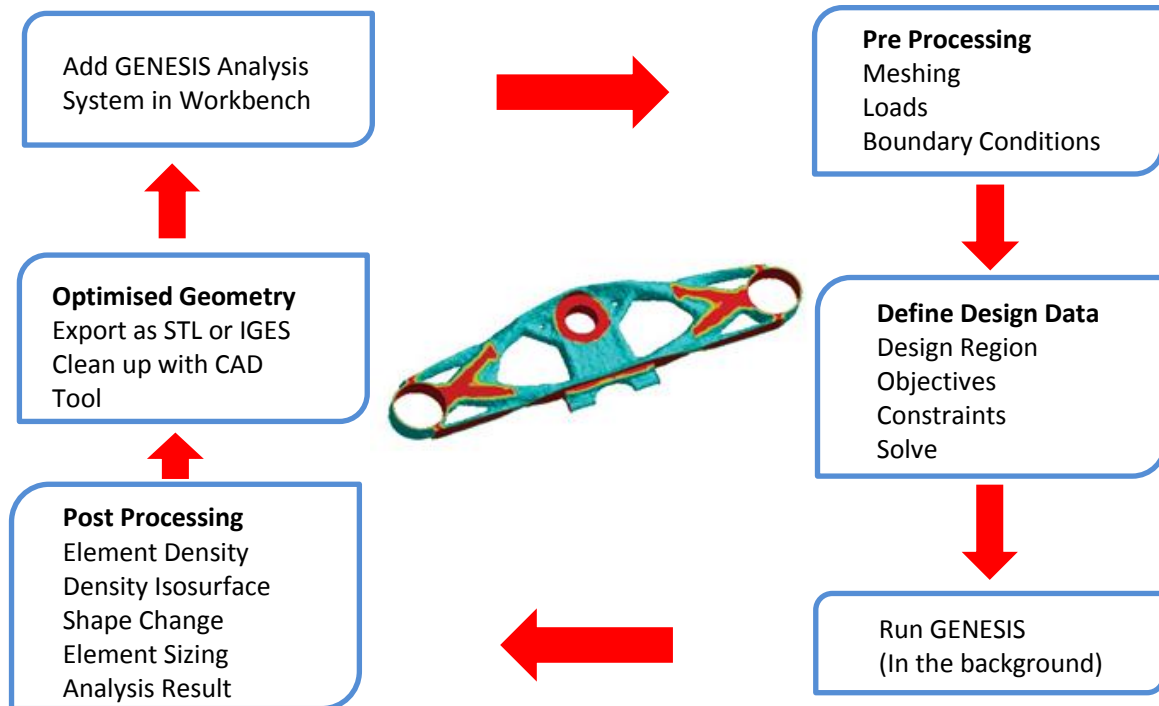 Add GENESIS Analysis
System in Workbench
Pre Processing
Meshing
Loads
Boundary Conditions
Define Design Data
Design Region
Objectives
Constraints
Solve
Run GENESIS
(In the background)
Post Processing
Element Density
Density Isosurface
Shape Change
Element Sizing
Analysis Result
Optimised Geometry
Export as STL or IGES
Clean up with CAD
Tool